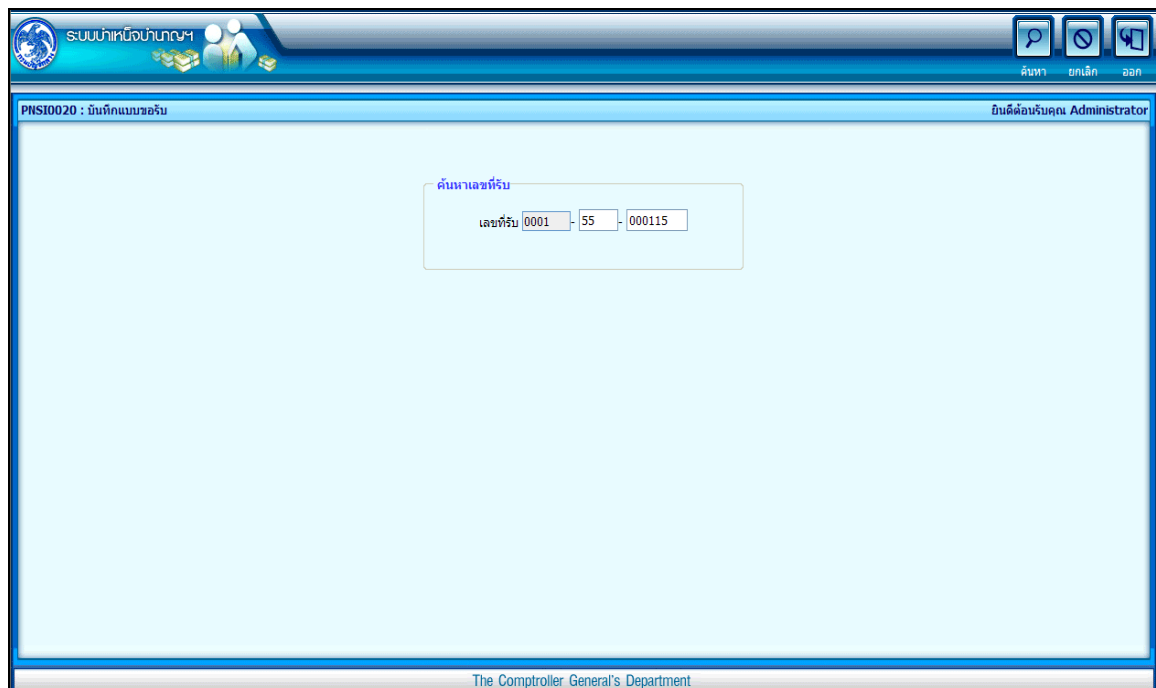 ระบบบำเหน็จบำนาญฯ
ค้นหา ยกเลิก ออก
PNSI0020 : บันทึกแบบขอรับ ยินดีต้อนรับคุณ Administrator
ค้นหาเลขที่รับ
เลขที่รับ 0001 - 55 - 000115
The Comptroller General's Department